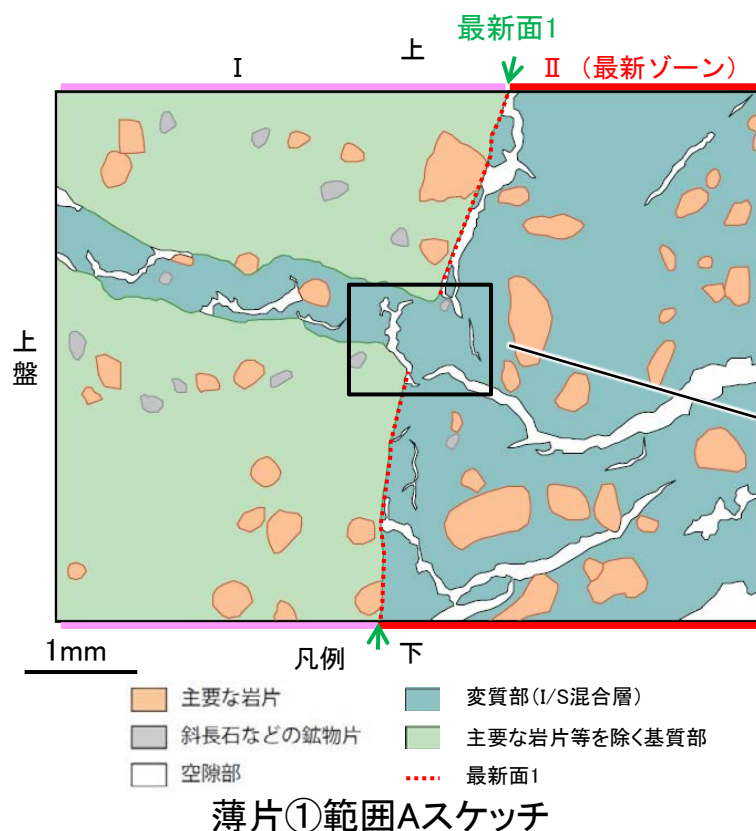 最新面1
Ⅰ
上
Ⅱ（最新ゾーン）
上盤
1mm
凡例
下
主要な岩片
変質部(I/S混合層)
斜長石などの鉱物片
主要な岩片等を除く基質部
空隙部
最新面1
薄片①範囲Aスケッチ